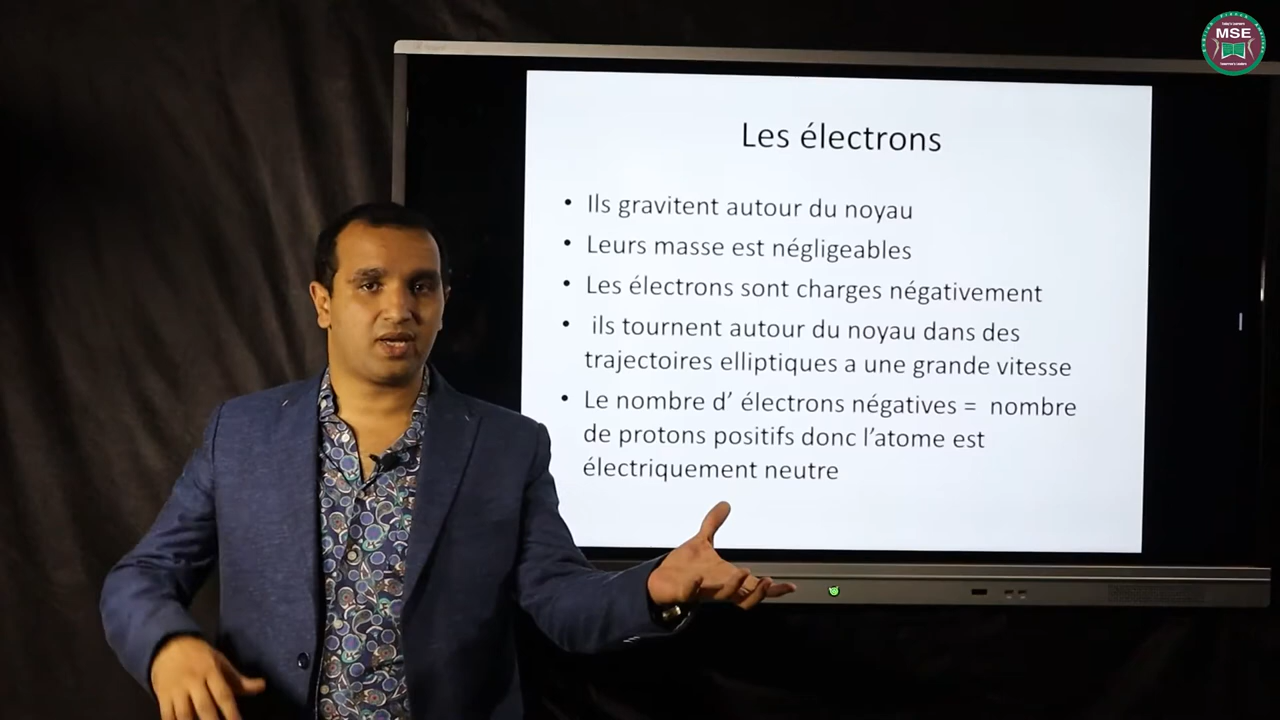 MSE
Les électrons
• Ils gravitent autour du noyau
• Leurs masse est négligeables
• Les électrons sont charges négativement
• ils tournent autour du noyau dans des
trajectoires elliptiques a une grande vitesse
• Le nombre d’ électrons négatives = nombre
de protons positifs donc l’atome est
électriquement neutre